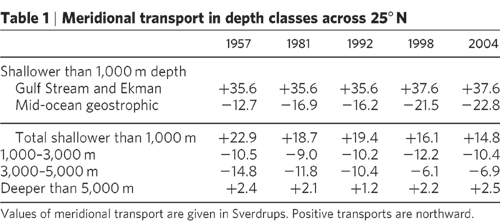 Table 1 | Meridional transport in depth classes across 25° N
1957 1981 1992 1998 2004
Shallower than 1,000 m depth
Gulf Stream and Ekman +35.6 +35.6 +35.6 +37.6 +37.6
Mid-ocean geostrophic −12.7 −16.9 −16.2 −21.5 −22.8
Total shallower than 1,000 m +22.9 +18.7 +19.4 +16.1 +14.8
1,000–3,000 m −10.5 −9.0 −10.2 −12.2 −10.4
3,000–5,000 m −14.8 −11.8 −10.4 −6.1 −6.9
Deeper than 5,000 m +2.4 +2.1 +1.2 +2.2 +2.5
Values of meridional transport are given in Sverdrups. Positive transports are northward.